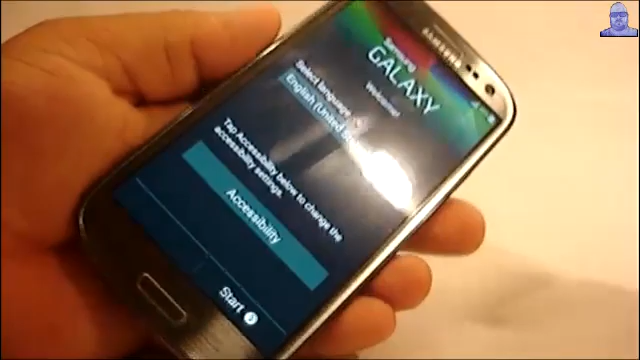 SAMSUNG
Samsung
GALAXY
Welcome!
Select language
English (United
Tap Accessibility below to change the
accessibility settings.
Accessibility
Start